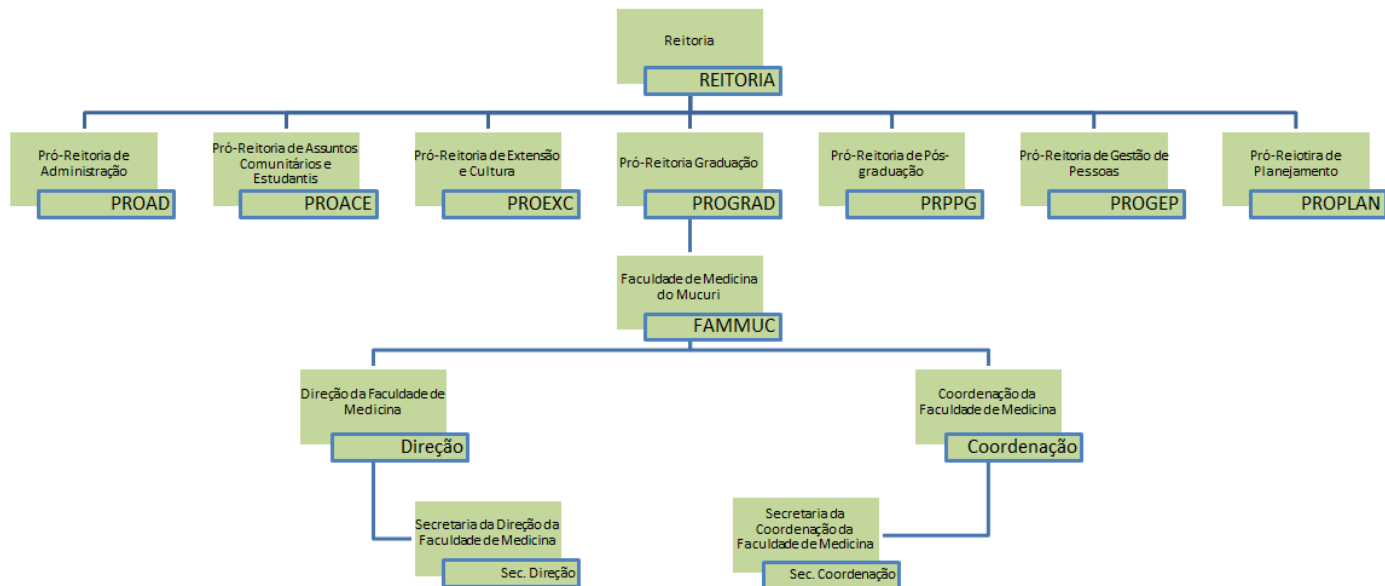 Reitoria
REITORIA
Pró-Reitoria de
Administração
PROAD
Pró-Reitoria de Assuntos
Comunitários e
Estudantis
PROACE
Pró-Reitoria de Extensão
e Cultura
PROEXC
Pró-Reitoria Graduação
PROGRAD
Pró-Reitoria de Pós-
graduação
PRPPG
Pró-Reitoria de Gestão de
Pessoas
PROGEP
Pró-Reiotira de
Planejamento
PROPLAN
Faculdade de Medicina
do Mucuri
FAMMUC
Direção da Faculdade de
Medicina
Direção
Coordenação da
Faculdade de Medicina
Coordenação
Secretaria da Direção da
Faculdade de Medicina
Sec. Direção
Secretaria da
Coordenação da
Faculdade de Medicina
Sec. Coordenação